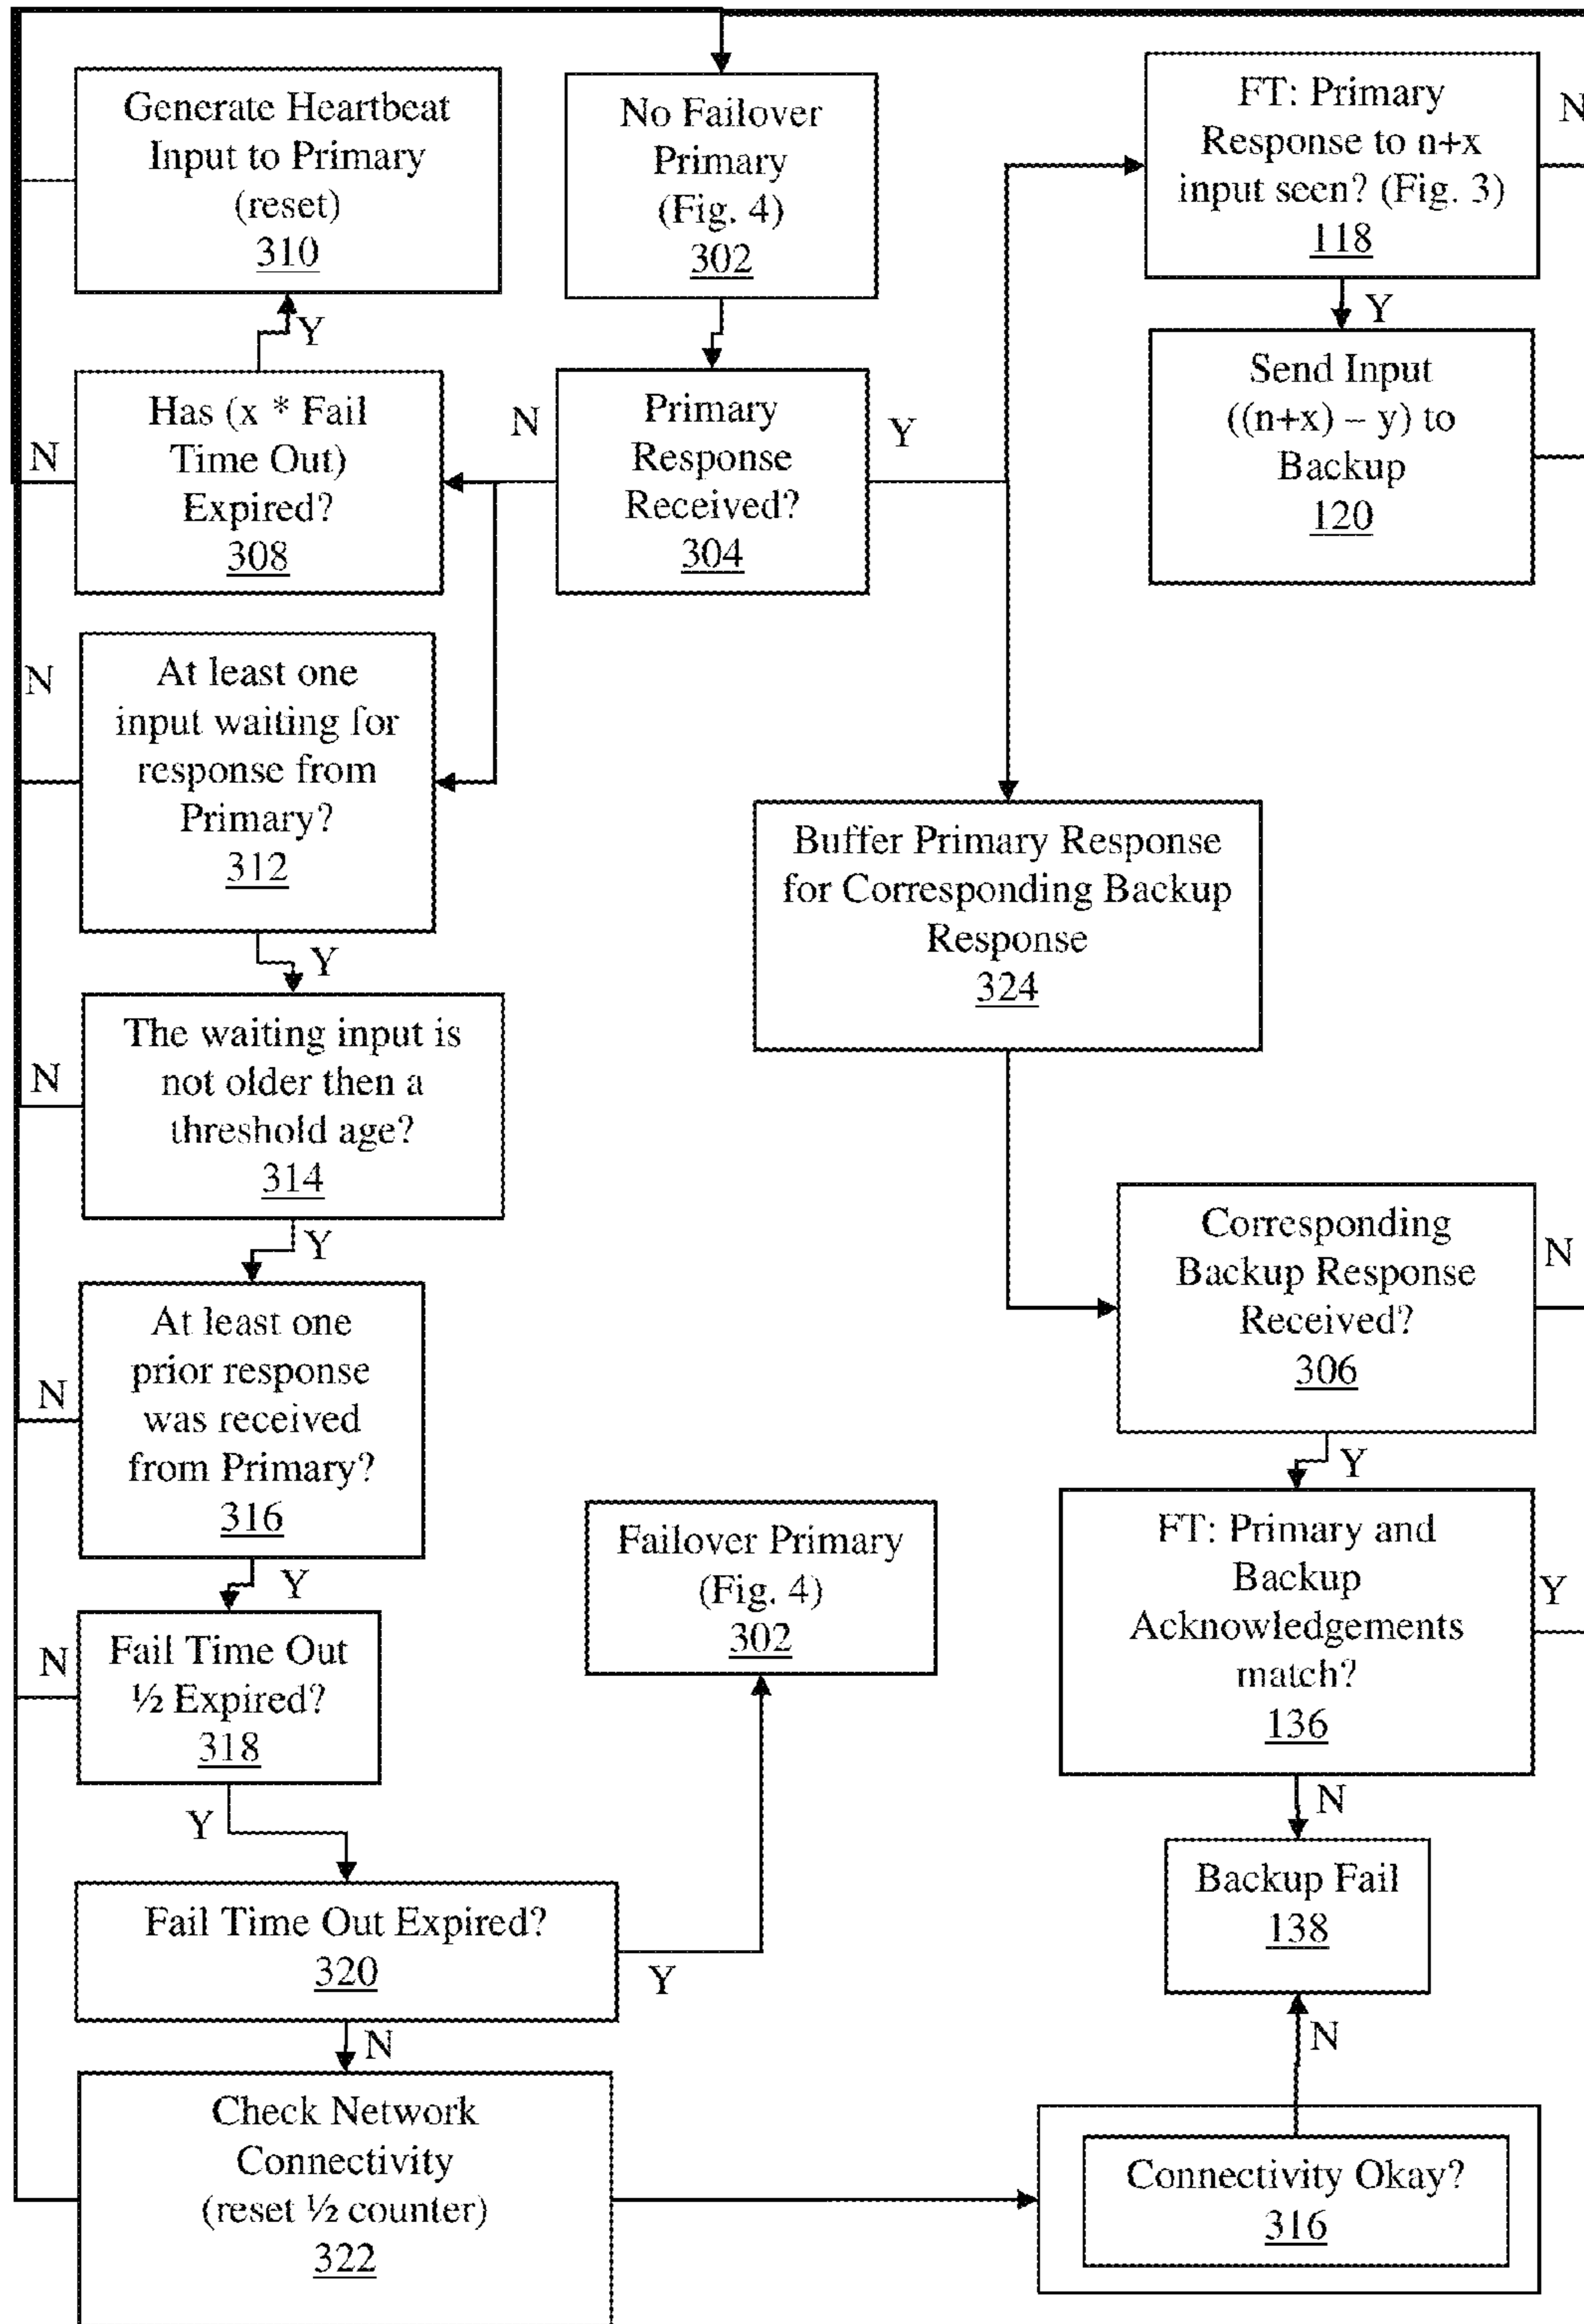 Generate Heartbeat
Input to Primary
(reset)
310
No Failover
Primary
(Fig. 4)
302
FT: Primary
Response to n+x
input seen? (Fig. 3)
118
N
Y
Y
Has (x * Fail
Time Out)
Expired?
308
N
N
Primary
Response
Received?
304
Y
Send Input
((n+x) – y) to
Backup
120
N
At least one
input waiting for
response from
Primary?
312
Y
Buffer Primary Response
for Corresponding Backup
Response
324
N
The waiting input is
not older then a
threshold age?
314
Y
Corresponding
Backup Response
Received?
306
N
Y
N
At least one
prior response
was received
from Primary?
316
Y
Failover Primary
(Fig. 4)
302
FT: Primary and
Backup
Acknowledgements
match?
136
Y
N
N
Fail Time Out
½ Expired?
318
Y
Backup Fail
138
Fail Time Out Expired?
320
Y
N
N
Check Network
Connectivity
(reset ½ counter)
322
Connectivity Okay?
316